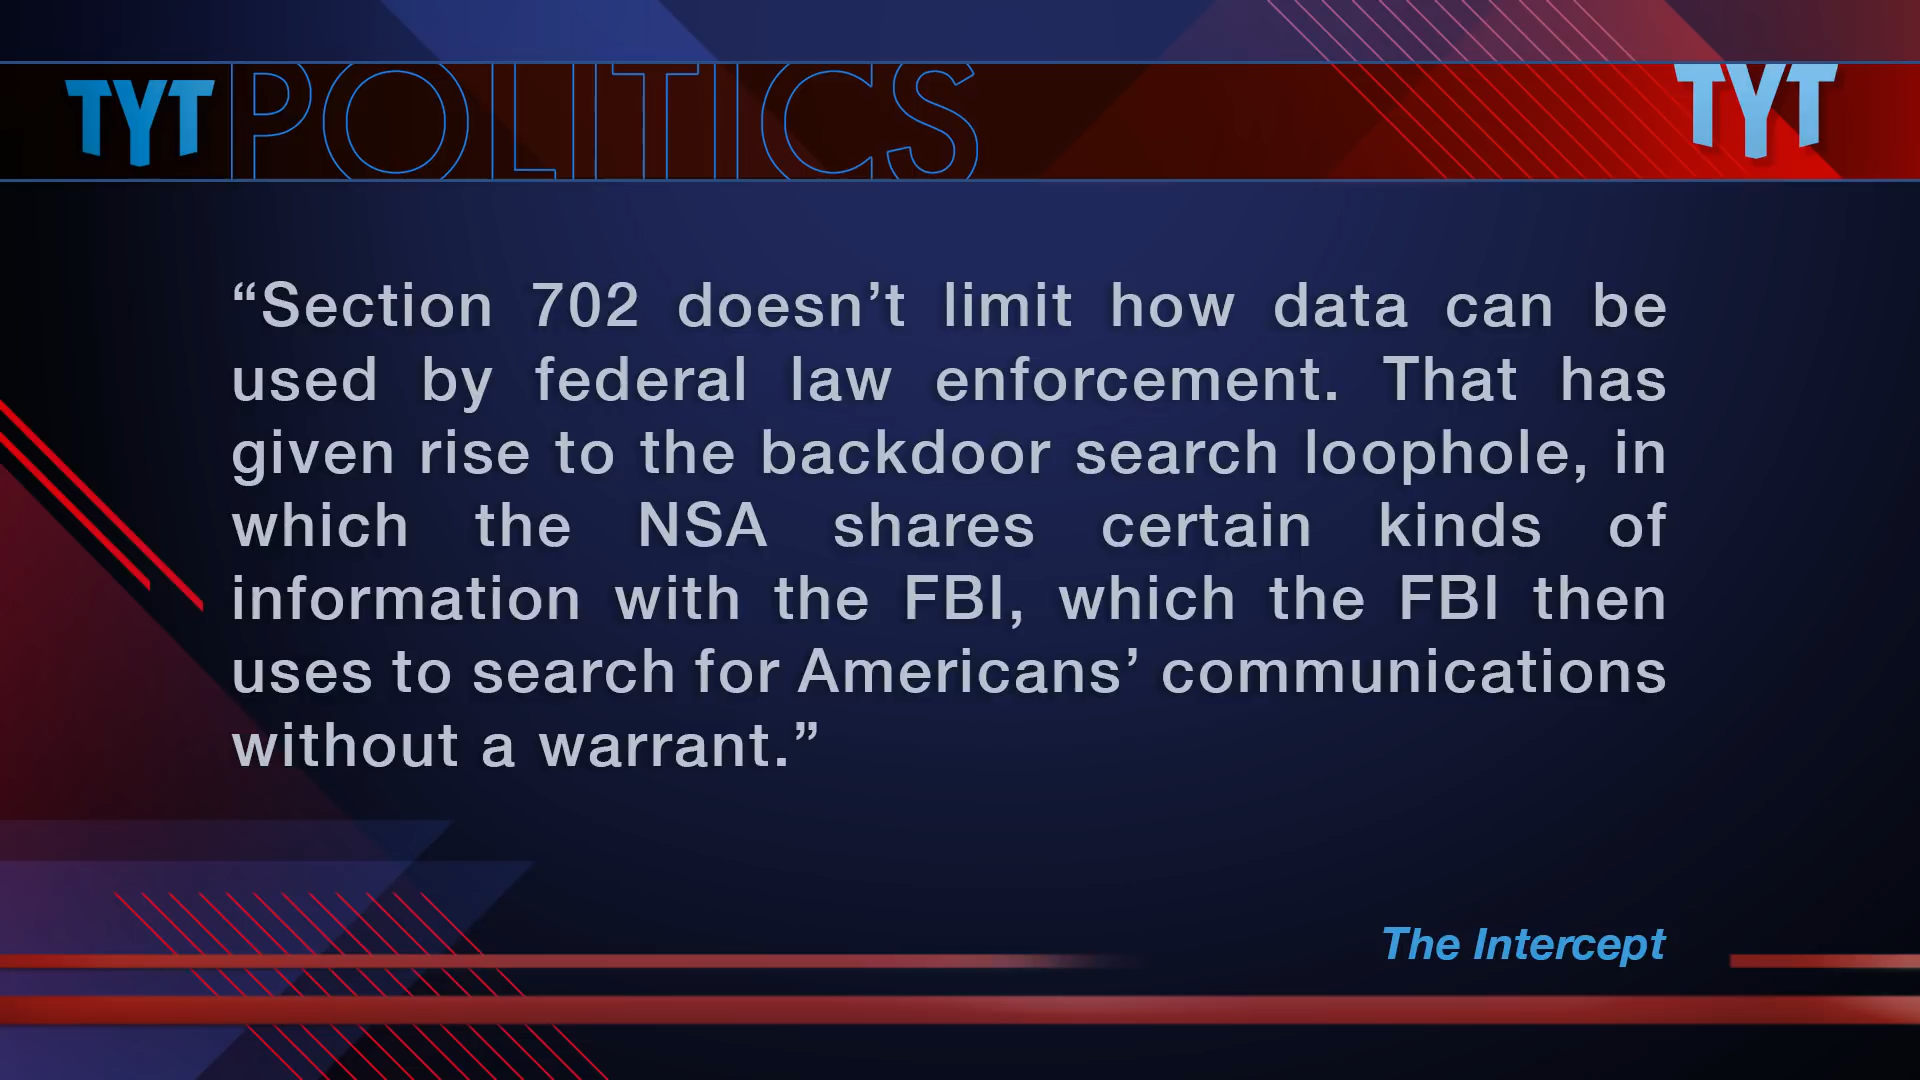 TYT POLITICS
TYT
“Section 702 doesn’t limit how data can be
used by federal law enforcement. That has
given rise to the backdoor search loophole, in
which the NSA shares certain kinds of
information with the FBI, which the FBI then
uses to search for Americans’ communications
without a warrant.”
The Intercept